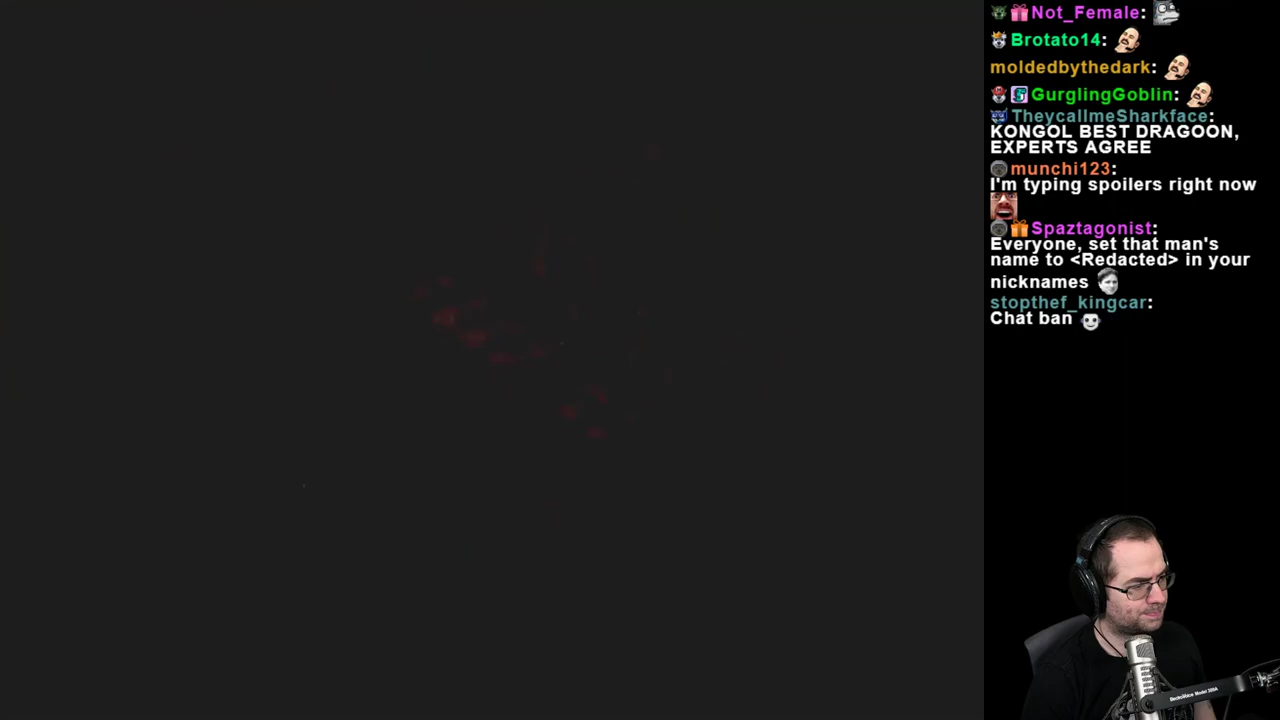 Not_Female:
Brotato14:
moldedbythedark:
GurglingGoblin:
TheycallmeSharkface:
KONGOL BEST DRAGOON,
EXPERTS AGREE
munchi123:
I'm typing spoilers right now
Spaztagonist:
Everyone, set that man's
name to <Redacted> in your
nicknames
stopthef_kingcar:
Chat ban